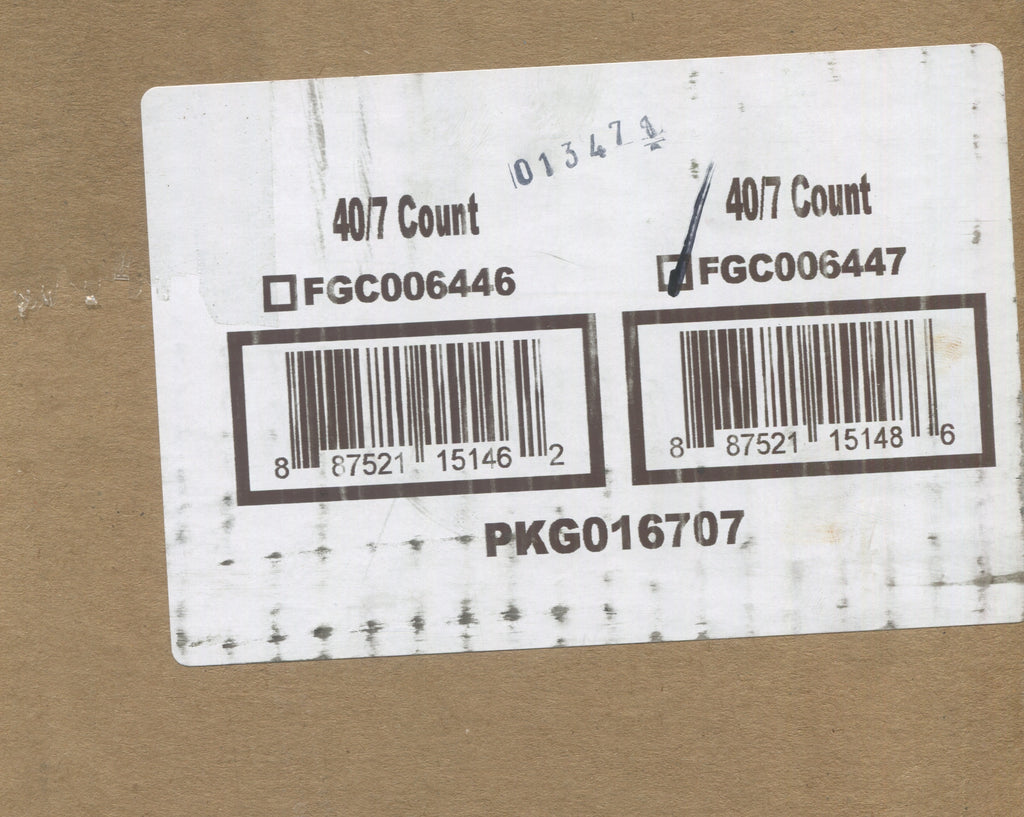 013471
40/7 Count
FGC006446
8 87521 15146 2
40/7 Count
FGC006447
8 87521 15148 6
PKG016707